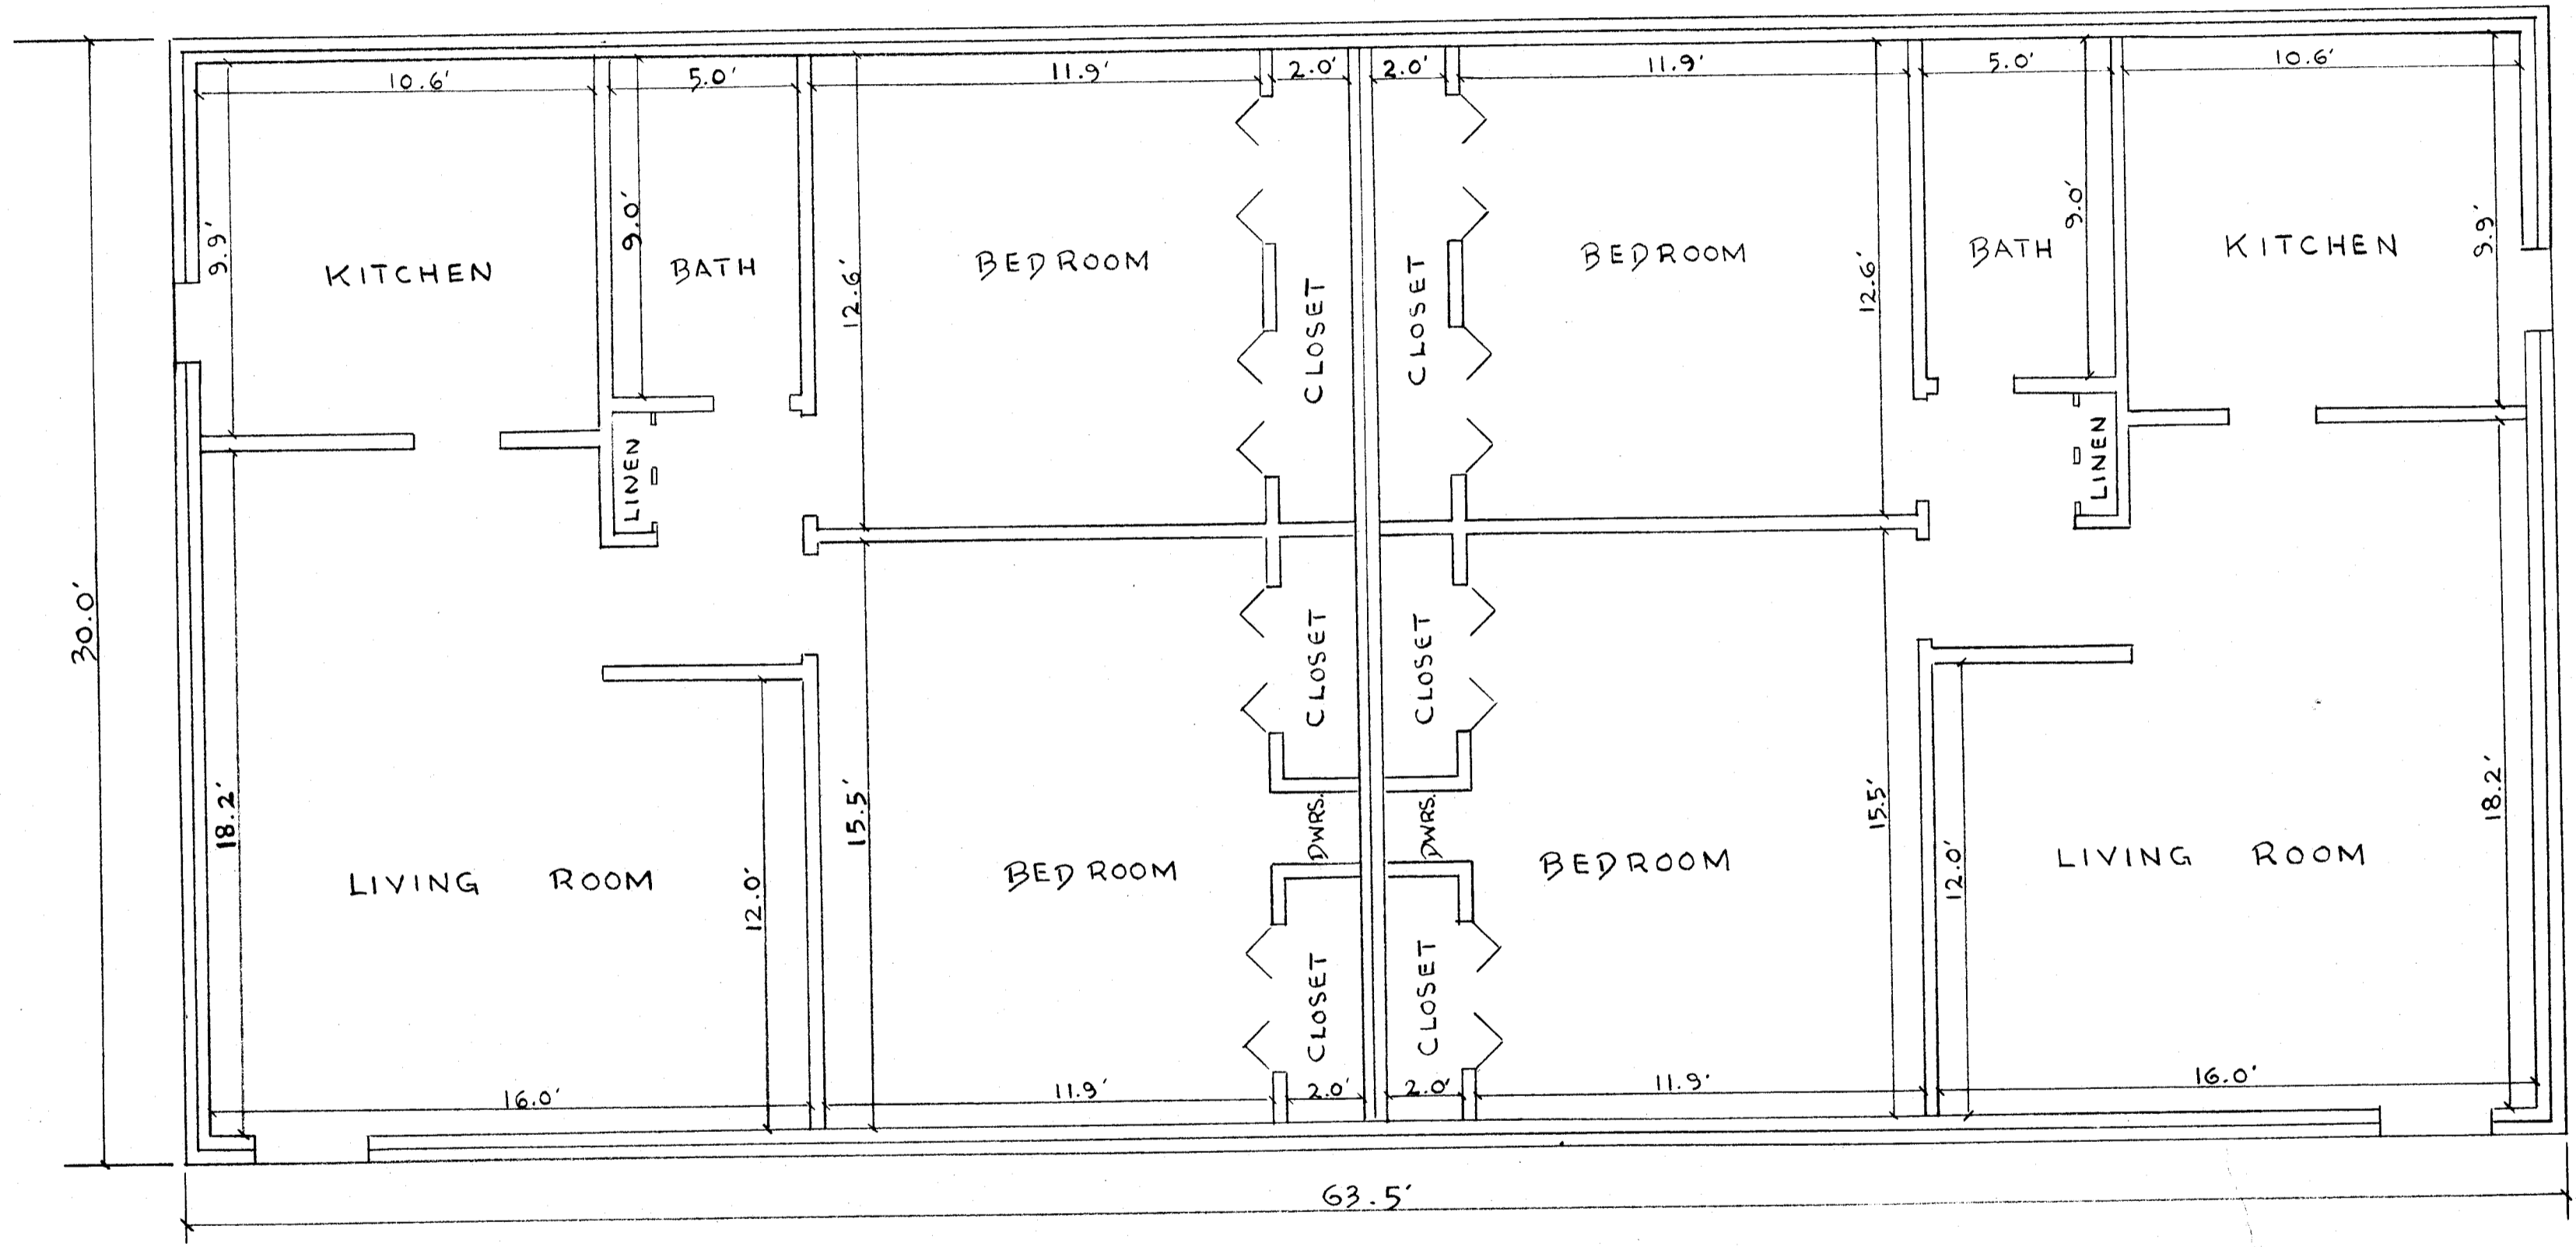 10.6' 5.0' 11.9' 2.0' 2.0' 11.9' 5.0' 10.6'
9.9' KITCHEN 9.0' BATH 12.6' BEDROOM CLOSET CLOSET BEDROOM 12.6' BATH 9.0' KITCHEN 9.9'
LINEN LINEN
30.0'
CLOSET CLOSET
18.2' 15.5' DWRS. DWRS. 15.5' 18.2'
LIVING ROOM 12.0' BEDROOM BEDROOM 12.0' LIVING ROOM
CLOSET CLOSET
16.0' 11.9' 2.0' 2.0' 11.9' 16.0'
63.5'